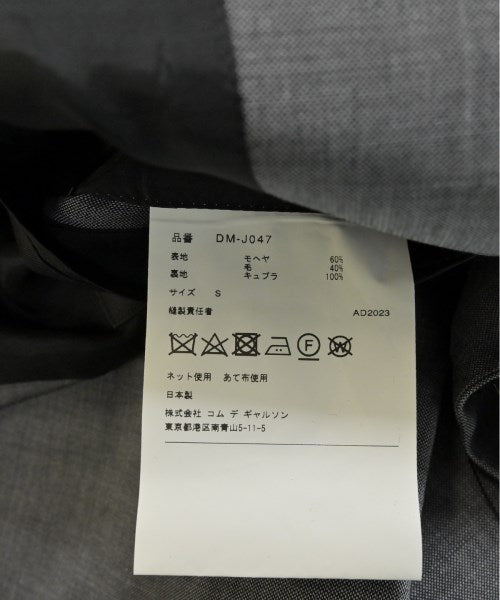 品番 DM-J047
表地 モヘヤ 60%
毛 40%
裏地 キュプラ 100%
サイズ S
縫製責任者 AD2023
F W
ネット使用 あて布使用
日本製
株式会社 コム デ ギャルソン
東京都港区南青山5-11-5